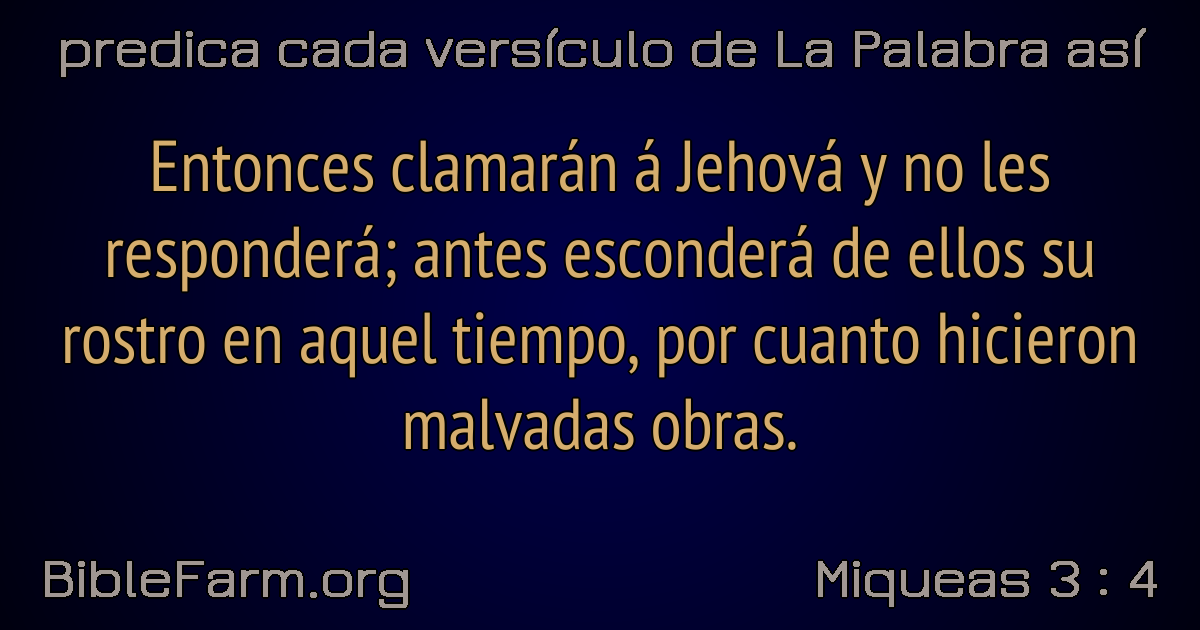 predica cada versículo de La Palabra así
Entonces clamarán á Jehová y no les
responderá; antes esconderá de ellos su
rostro en aquel tiempo, por cuanto hicieron
malvadas obras.
BibleFarm.org
Miqueas 3 : 4